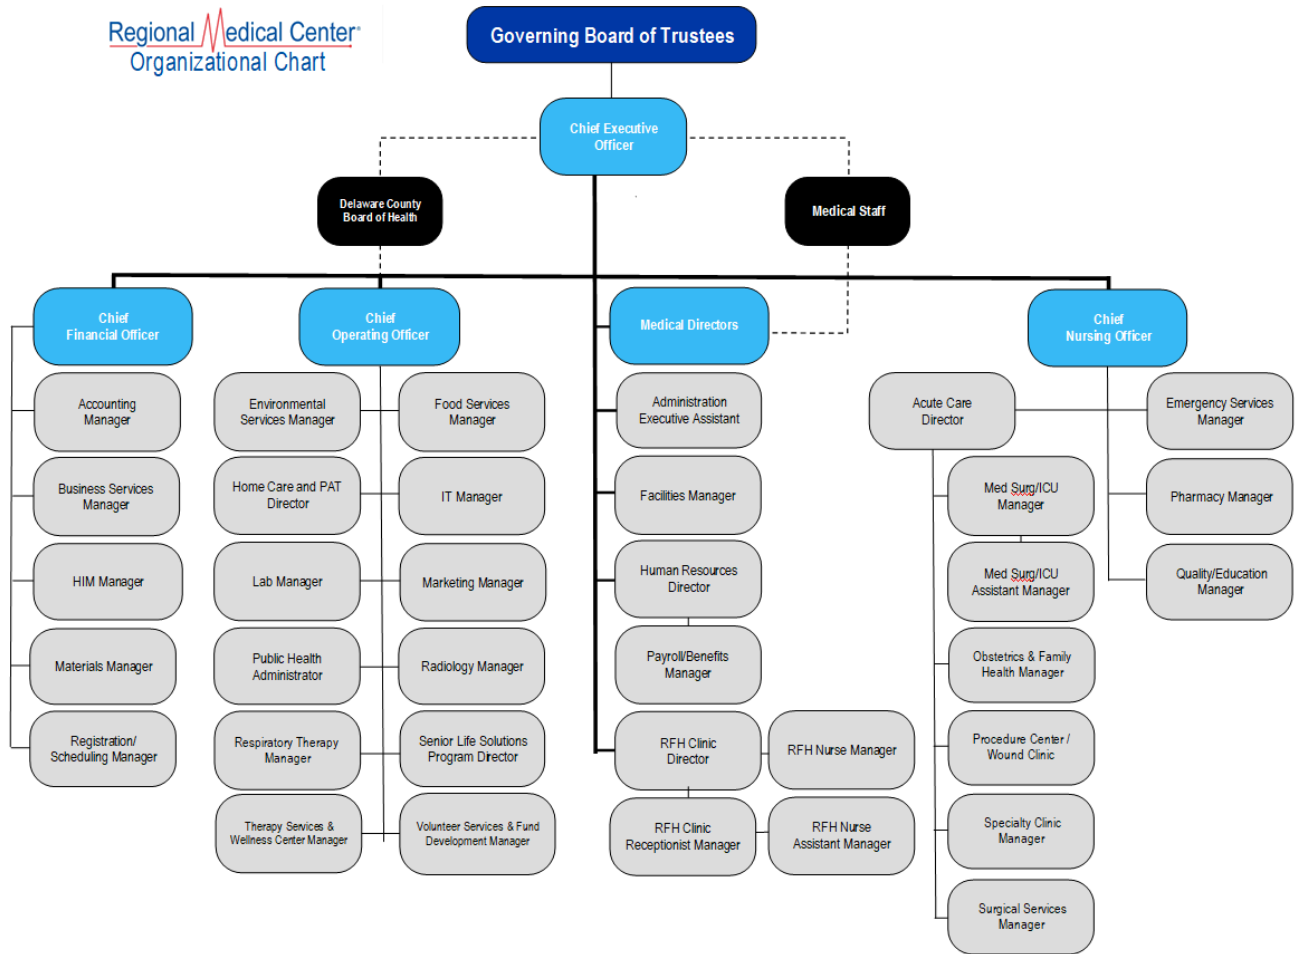 Regional Medical Center®
Organizational Chart
Governing Board of Trustees
Chief Executive
Officer
Delaware County
Board of Health
Medical Staff
Chief
Financial Officer
Chief
Operating Officer
Medical Directors
Chief
Nursing Officer
Accounting
Manager
Business Services
Manager
HIM Manager
Materials Manager
Registration/
Scheduling Manager
Environmental
Services Manager
Food Services
Manager
Home Care and PAT
Director
IT Manager
Lab Manager
Marketing Manager
Public Health
Administrator
Radiology Manager
Respiratory Therapy
Manager
Senior Life Solutions
Program Director
Therapy Services &
Wellness Center Manager
Volunteer Services & Fund
Development Manager
Administration
Executive Assistant
Facilities Manager
Human Resources
Director
Payroll/Benefits
Manager
RFH Clinic
Director
RFH Nurse Manager
RFH Clinic
Receptionist Manager
RFH Nurse
Assistant Manager
Acute Care
Director
Med Surg/ICU
Manager
Med Surg/ICU
Assistant Manager
Obstetrics & Family
Health Manager
Procedure Center /
Wound Clinic
Specialty Clinic
Manager
Surgical Services
Manager
Emergency Services
Manager
Pharmacy Manager
Quality/Education
Manager